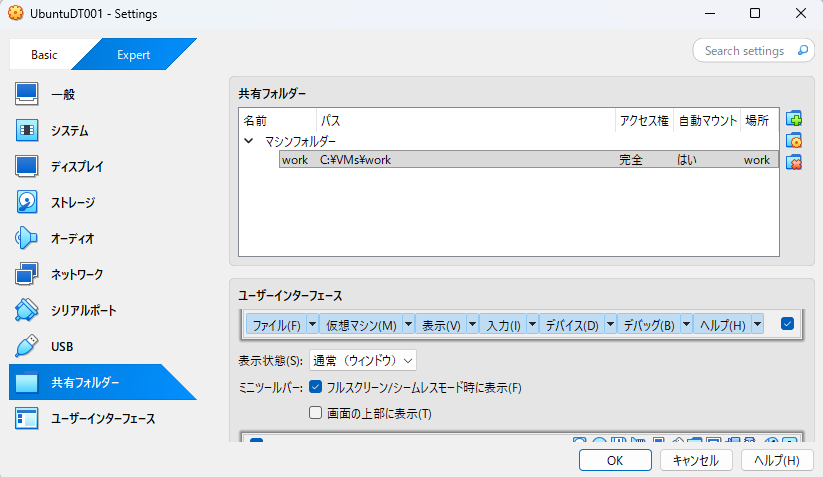 UbuntuDT001 - Settings
Basic
Expert
Search settings
一般
システム
ディスプレイ
ストレージ
オーディオ
ネットワーク
シリアルポート
USB
共有フォルダー
ユーザーインターフェース
共有フォルダー
名前 パス アクセス権 自動マウント 場所
マシンフォルダー
work C:¥VMs¥work 完全 はい work
ユーザーインターフェース
ファイル(F) 仮想マシン(M) 表示(V) 入力(I) デバイス(D) デバッグ(B) ヘルプ(H)
表示状態(S): 通常（ウィンドウ）
ミニツールバー: フルスクリーン/シームレスモード時に表示(F)
画面の上部に表示(T)
OK キャンセル ヘルプ(H)